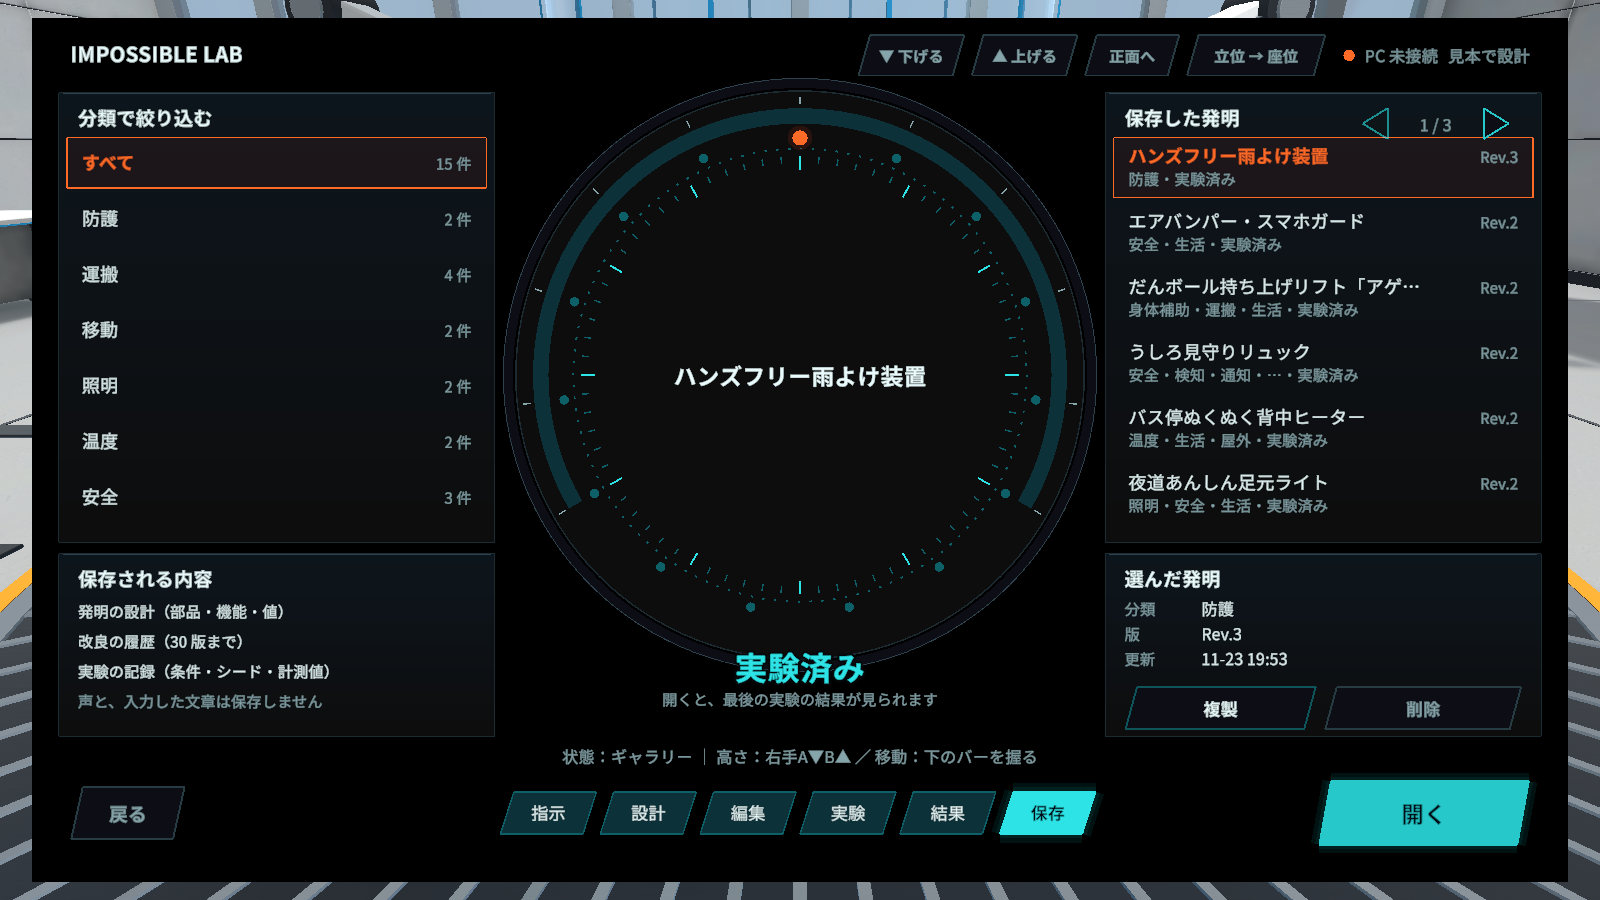 IMPOSSIBLE LAB
▼下げる
▲上げる
正面へ
立位→座位
PC 未接続 見本で設計
分類で絞り込む
すべて 15 件
防護 2 件
運搬 4 件
移動 2 件
照明 2 件
温度 2 件
安全 3 件
保存される内容
発明の設計（部品・機能・値）
改良の履歴（30 版まで）
実験の記録（条件・シード・計測値）
声と、入力した文章は保存しません
ハンズフリー雨よけ装置
実験済み
開くと、最後の実験の結果が見られます
保存した発明 1 / 3
ハンズフリー雨よけ装置 Rev.3
防護・実験済み
エアバンパー・スマホガード Rev.2
安全・生活・実験済み
だんボール持ち上げリフト「アゲ… Rev.2
身体補助・運搬・生活・実験済み
うしろ見守りリュック Rev.2
安全・検知・通知・…・実験済み
バス停ぬくぬく背中ヒーター Rev.2
温度・生活・屋外・実験済み
夜道あんしん足元ライト Rev.2
照明・安全・生活・実験済み
選んだ発明
分類 防護
版 Rev.3
更新 11-23 19:53
複製
削除
状態：ギャラリー ｜ 高さ：右手A▼B▲ ／ 移動：下のバーを握る
戻る
指示
設計
編集
実験
結果
保存
開く